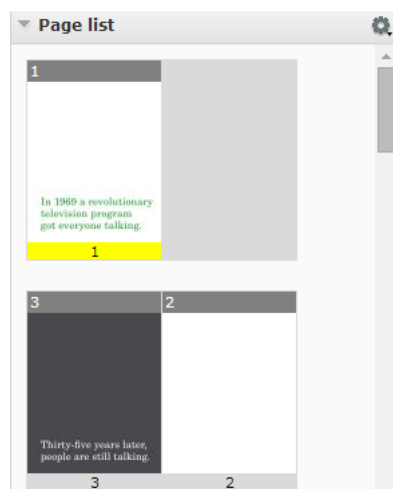 Page list
1
In 1969 a revolutionary
television program
got everyone talking.
1
3 2
Thirty-five years later,
people are still talking.
3 2